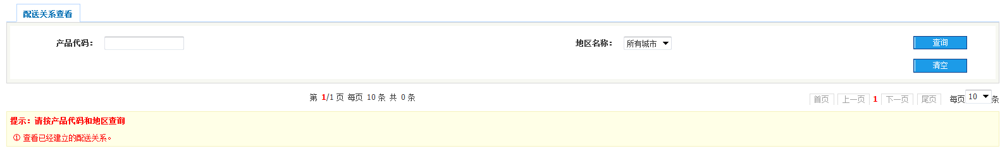 配送关系查看
产品代码： 地区名称： 所有城市 查询
清空
第 1/1 页 每页 10 条 共 0 条 首页 上一页 1 下一页 尾页 每页 10 条
提示：请按产品代码和地区查询
① 查看已经建立的配送关系。